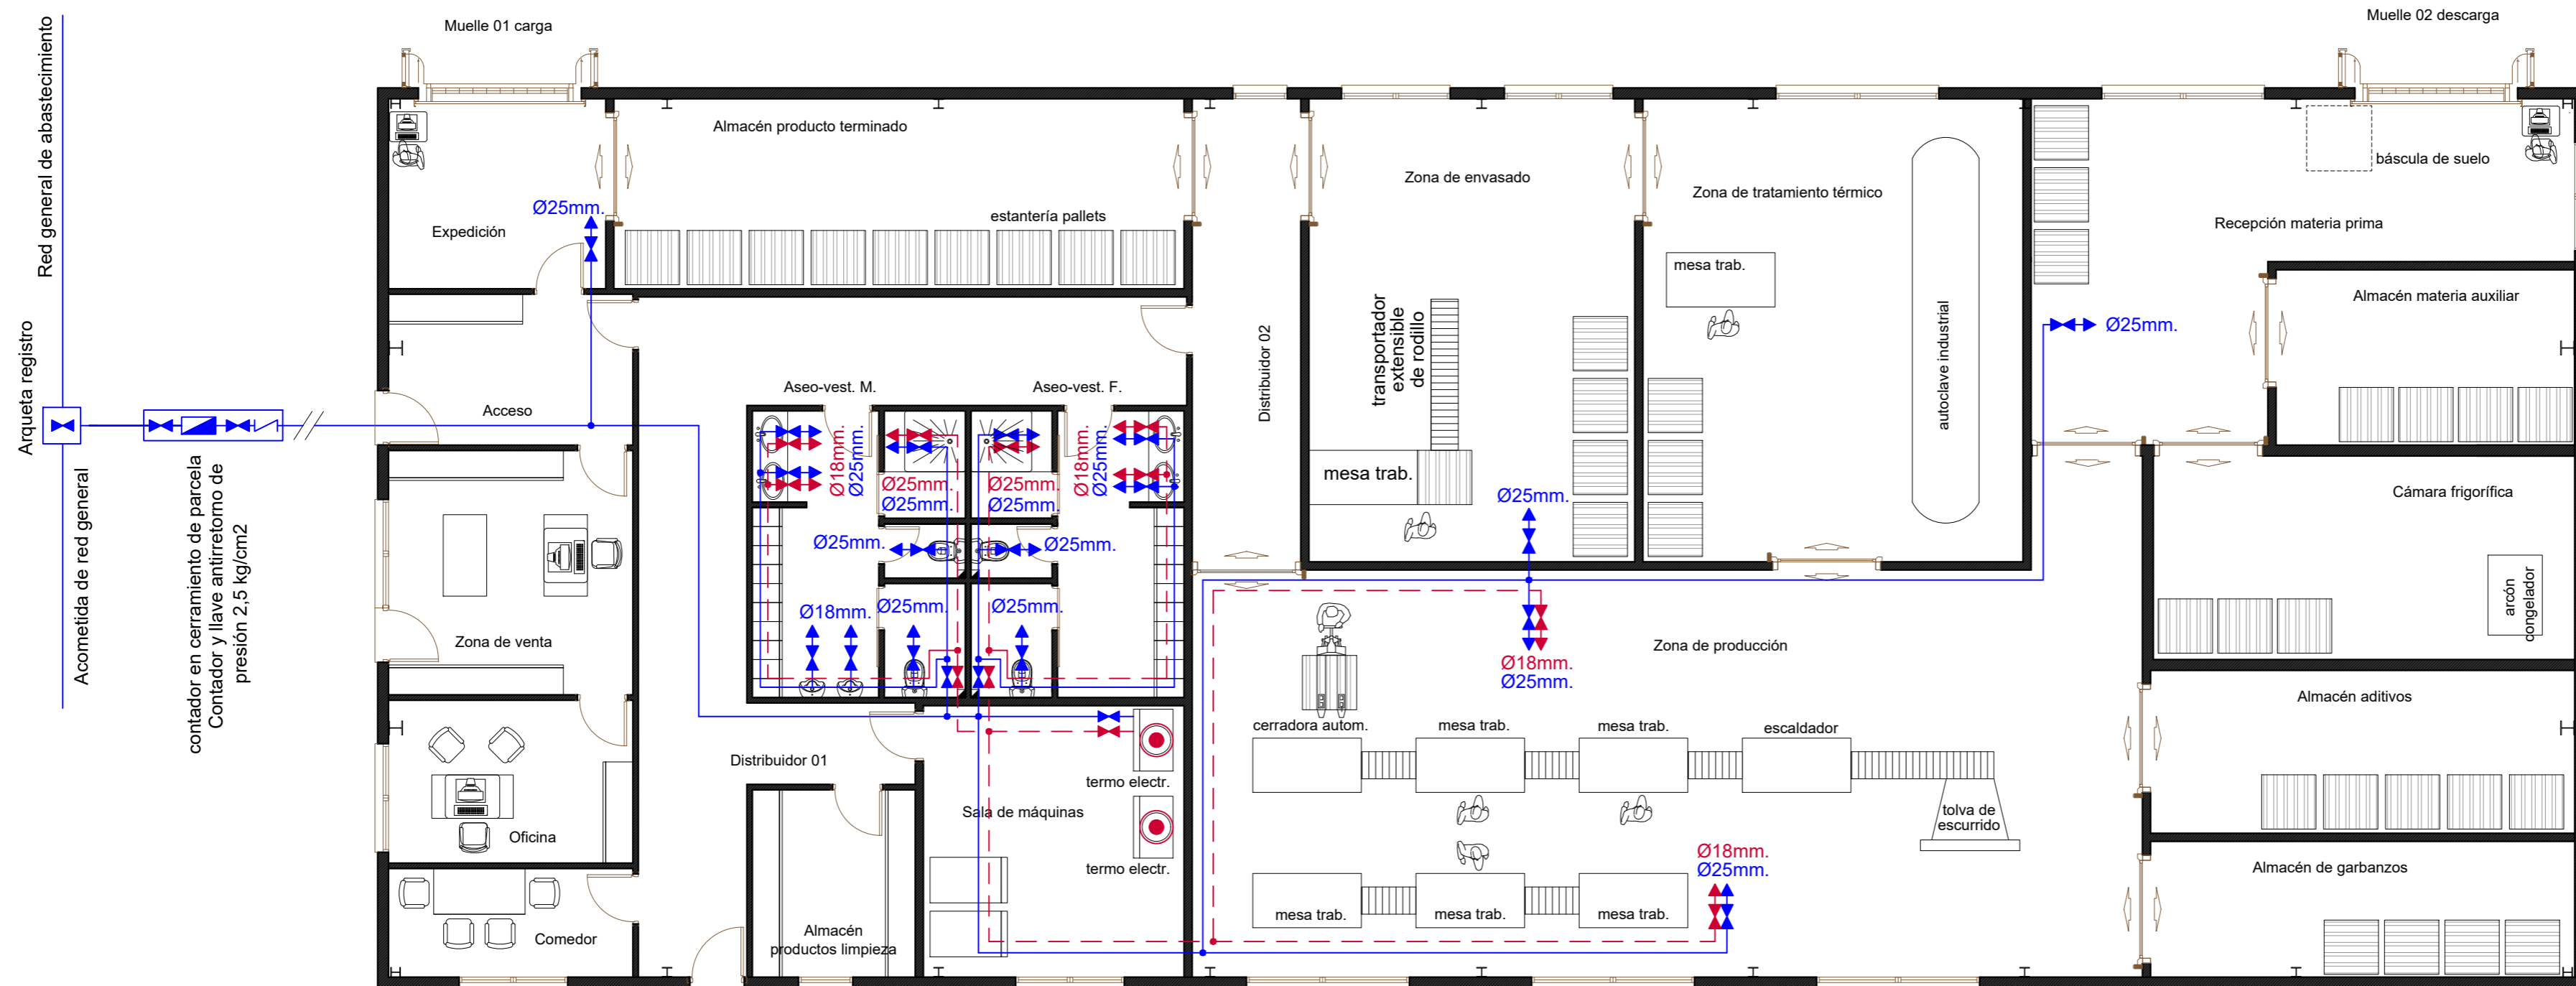 Muelle 01 carga
Muelle 02 descarga
Red general de abastecimiento
Arqueta registro
Acometida de red general
contador en cerramiento de parcela
Contador y llave antirretorno de
presión 2,5 kg/cm2
Almacén producto terminado
estantería pallets
Ø25mm.
Expedición
Acceso
Zona de venta
Oficina
Comedor
Aseo-vest. M.
Aseo-vest. F.
Ø18mm.
Ø25mm.
Ø25mm.
Ø25mm.
Ø25mm.
Ø25mm.
Ø18mm.
Ø25mm.
Ø25mm.
Ø25mm.
Ø18mm.
Ø25mm.
Ø25mm.
Distribuidor 01
Almacén
productos limpieza
Sala de máquinas
termo electr.
termo electr.
Distribuidor 02
Zona de envasado
transportador
extensible
de rodillo
mesa trab.
Ø25mm.
Zona de tratamiento térmico
mesa trab.
autoclave industrial
báscula de suelo
Recepción materia prima
Almacén materia auxiliar
Ø25mm.
Cámara frigorífica
arcón
congelador
Zona de producción
Ø18mm.
Ø25mm.
cerradora autom.
mesa trab.
mesa trab.
escaldador
tolva de
escurrido
Ø18mm.
Ø25mm.
mesa trab.
mesa trab.
mesa trab.
Almacén aditivos
Almacén de garbanzos